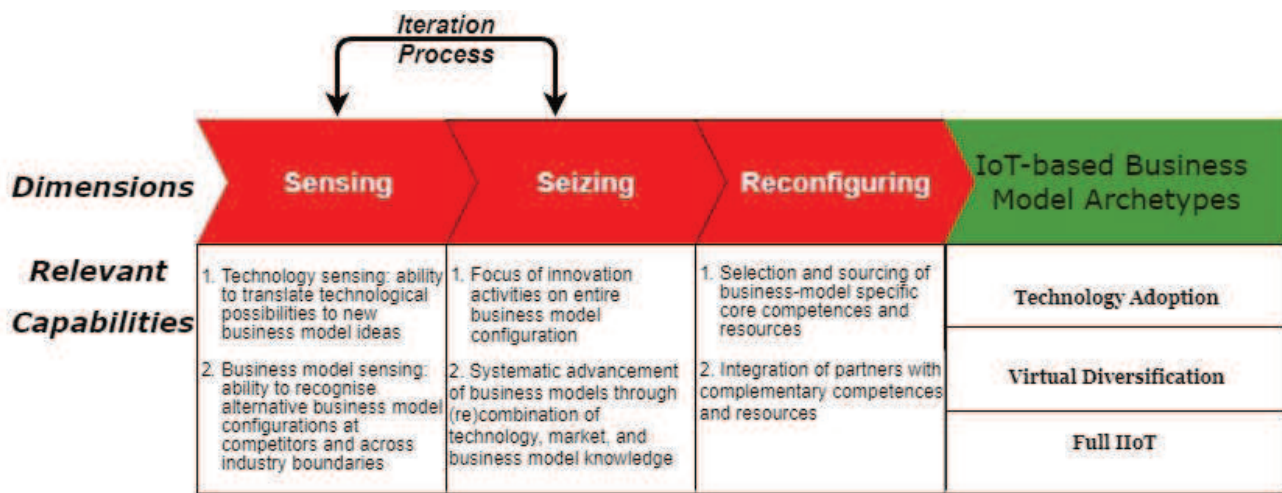 Iteration
Process
Dimensions
Sensing
Seizing
Reconfiguring
IoT-based Business
Model Archetypes
Relevant
Capabilities
1. Technology sensing: ability
to translate technological
possibilities to new
business model ideas
2. Business model sensing:
ability to recognise
alternative business model
configurations at
competitors and across
industry boundaries
1. Focus of innovation
activities on entire
business model
configuration
2. Systematic advancement
of business models through
(re)combination of
technology, market, and
business model knowledge
1. Selection and sourcing of
business-model specific
core competences and
resources
2. Integration of partners with
complementary competences
and resources
Technology Adoption
Virtual Diversification
Full IIoT